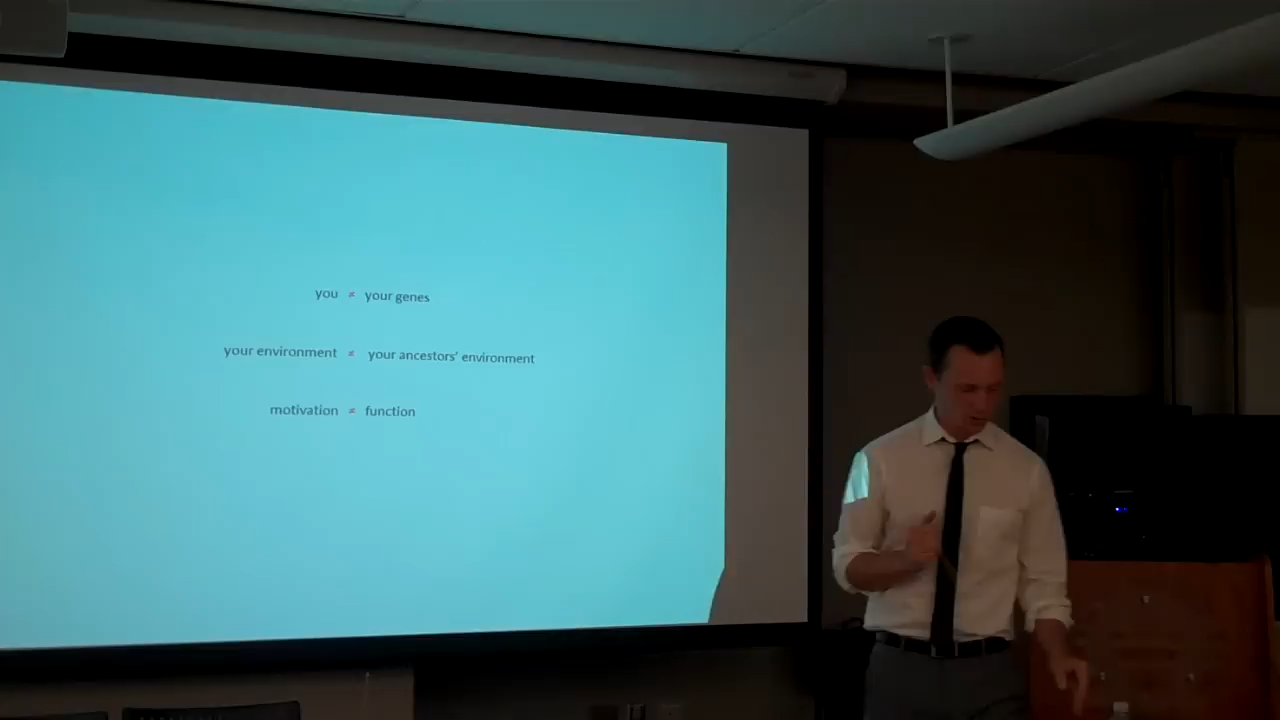 you ≠ your genes
your environment ≠ your ancestors' environment
motivation ≠ function